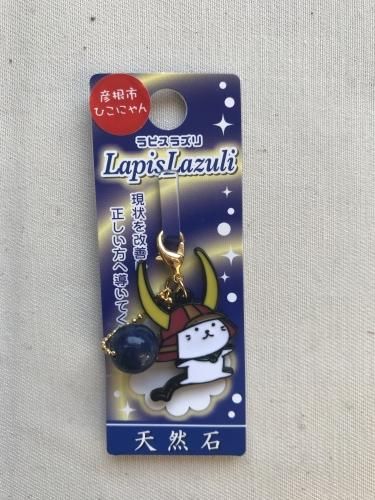 彦根市
ひこにゃん
ラピスラズリ
LapisLazuli
現状を改善
正しい方へ導いてく
天然石